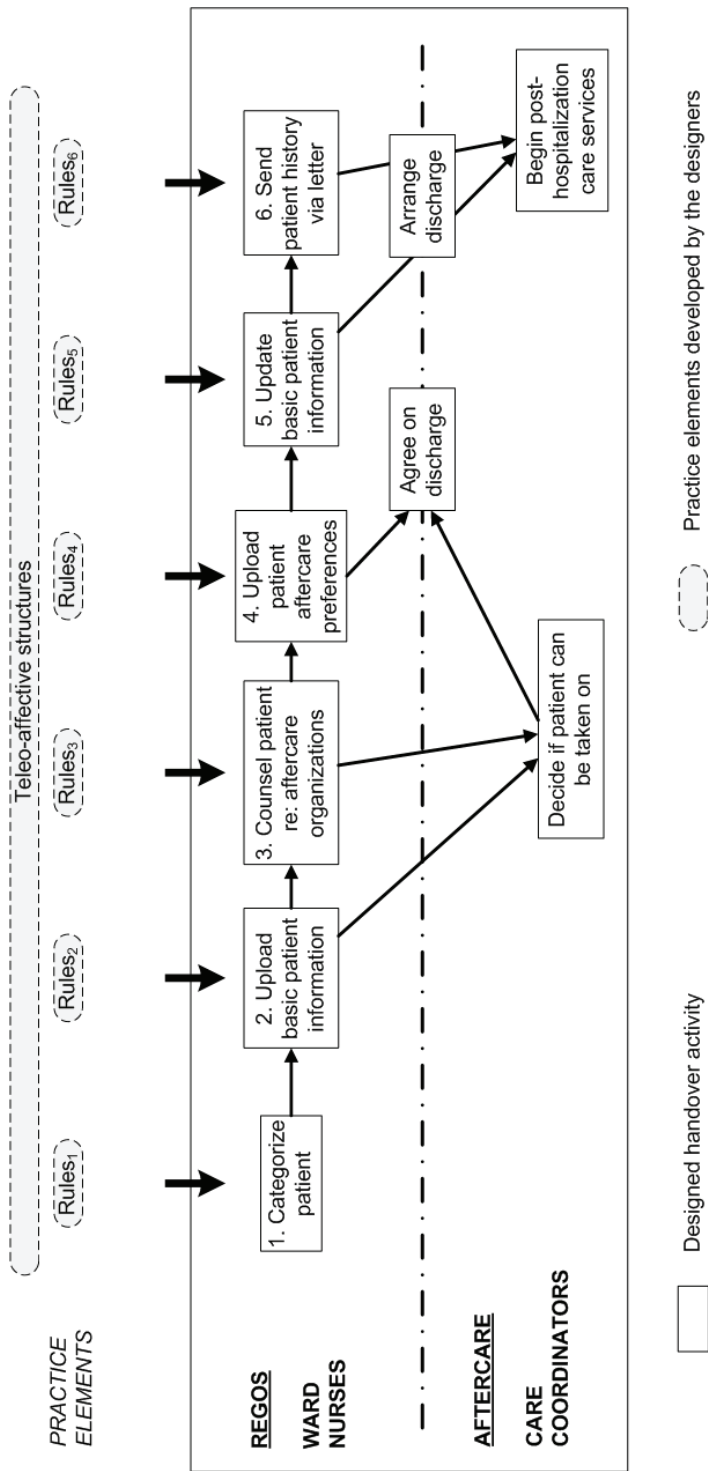 Teleo-affective structures
PRACTICE
ELEMENTS
Rules1
Rules2
Rules3
Rules4
Rules5
Rules6
REGOS
WARD
NURSES
1. Categorize
patient
2. Upload
basic patient
information
3. Counsel patient
re: aftercare
organizations
4. Upload
patient
aftercare
preferences
5. Update
basic patient
information
6. Send
patient history
via letter
Agree on
discharge
Arrange
discharge
AFTERCARE
CARE
COORDINATORS
Decide if patient can
be taken on
Begin post-
hospitalization
care services
Designed handover activity
Practice elements developed by the designers